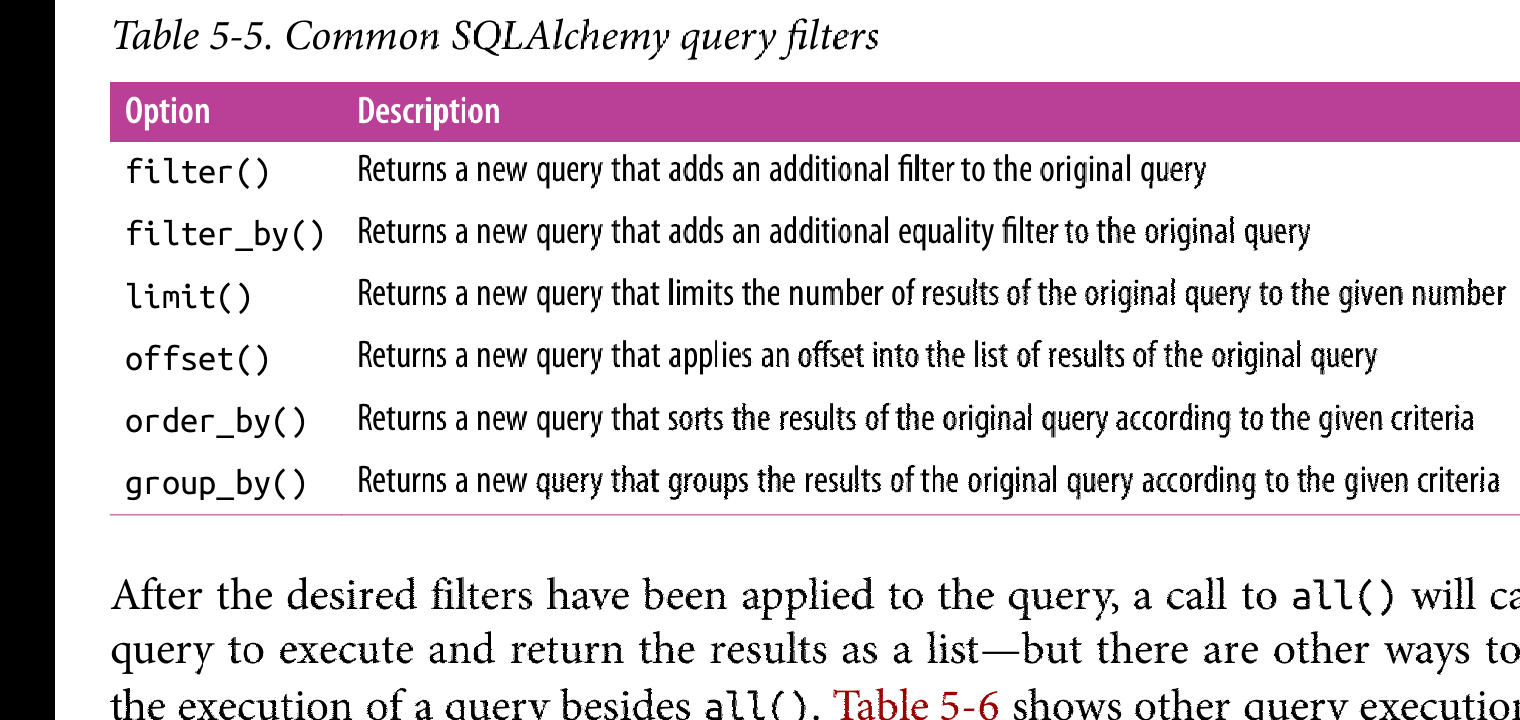 Table 5-5. Common SQLAlchemy query filters
Option Description
filter() Returns a new query that adds an additional filter to the original query
filter_by() Returns a new query that adds an additional equality filter to the original query
limit() Returns a new query that limits the number of results of the original query to the given number
offset() Returns a new query that applies an offset into the list of results of the original query
order_by() Returns a new query that sorts the results of the original query according to the given criteria
group_by() Returns a new query that groups the results of the original query according to the given criteria
After the desired filters have been applied to the query, a call to all() will ca
query to execute and return the results as a list—but there are other ways to
the execution of a query besides all(). Table 5-6 shows other query execution